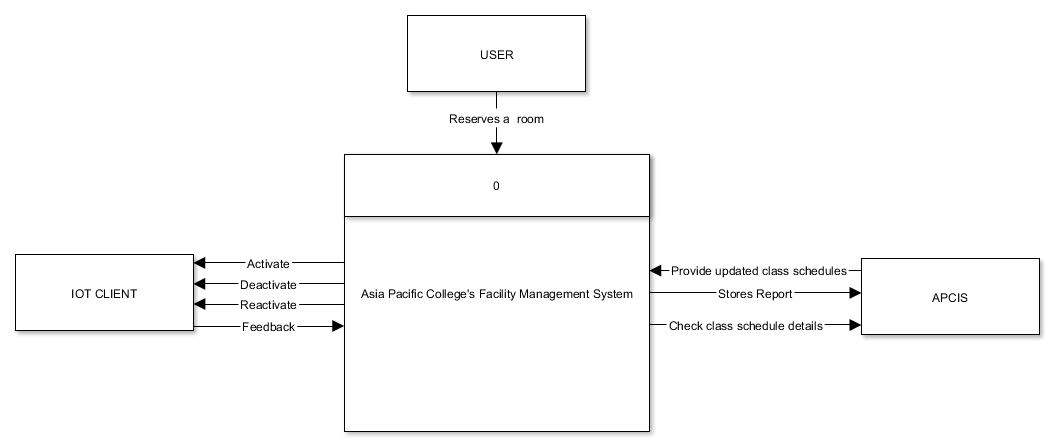 USER
Reserves a room
0
Activate
Deactivate
Reactivate
Feedback
IOT CLIENT
Asia Pacific College's Facility Management System
Provide updated class schedules
Stores Report
Check class schedule details
APCIS